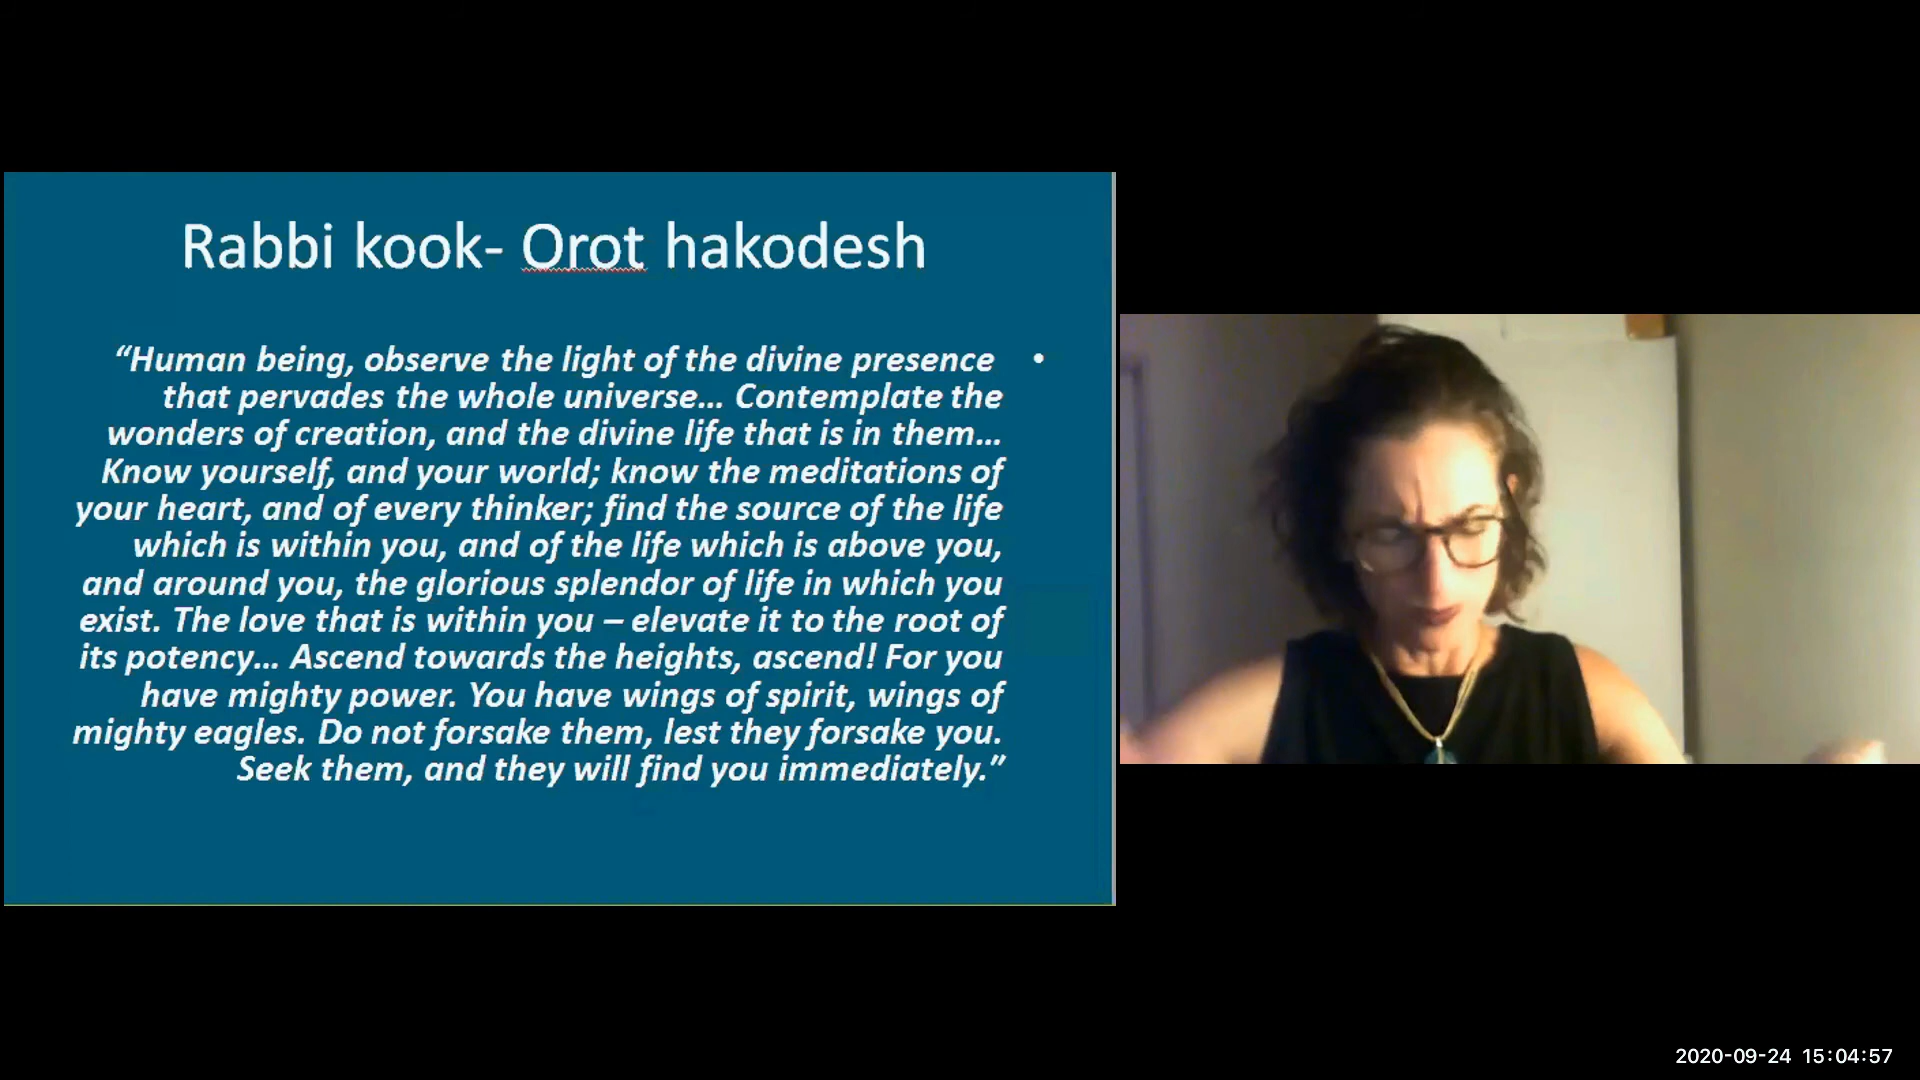 Rabbi kook- Orot hakodesh
“Human being, observe the light of the divine presence •
that pervades the whole universe… Contemplate the
wonders of creation, and the divine life that is in them…
Know yourself, and your world; know the meditations of
your heart, and of every thinker; find the source of the life
which is within you, and of the life which is above you,
and around you, the glorious splendor of life in which you
exist. The love that is within you – elevate it to the root of
its potency… Ascend towards the heights, ascend! For you
have mighty power. You have wings of spirit, wings of
mighty eagles. Do not forsake them, lest they forsake you.
Seek them, and they will find you immediately.”
2020-09-24 15:04:57